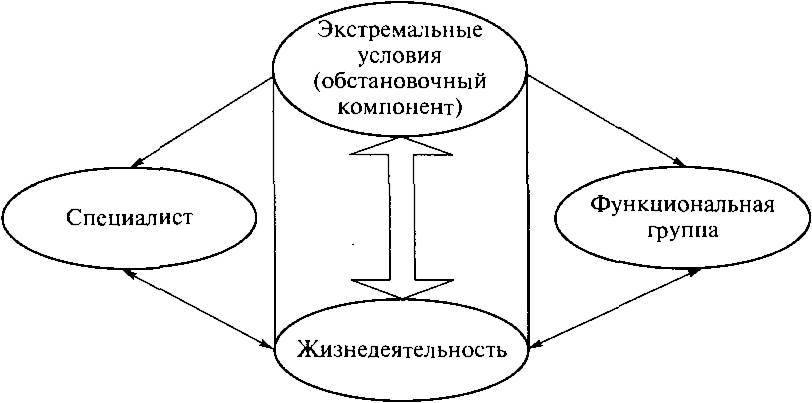 Экстремальные
условия
(обстановочный
компонент)
Специалист
Функциональная
группа
Жизнедеятельность